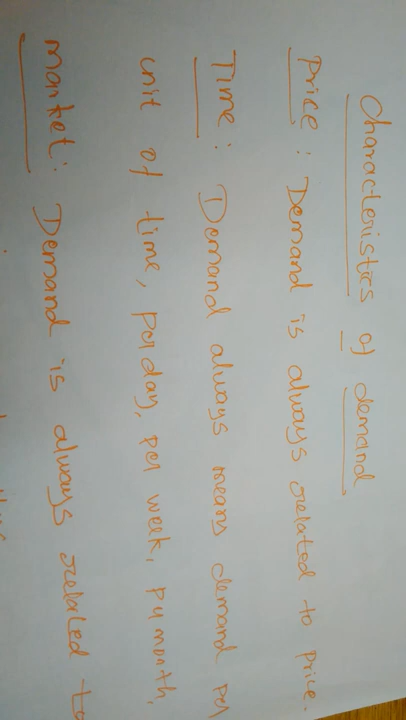 Characteristics of demand
Price : Demand is always related to price.
Time : Demand always means demand per
unit of time, per day, per week, per month,
market : Demand is always related to